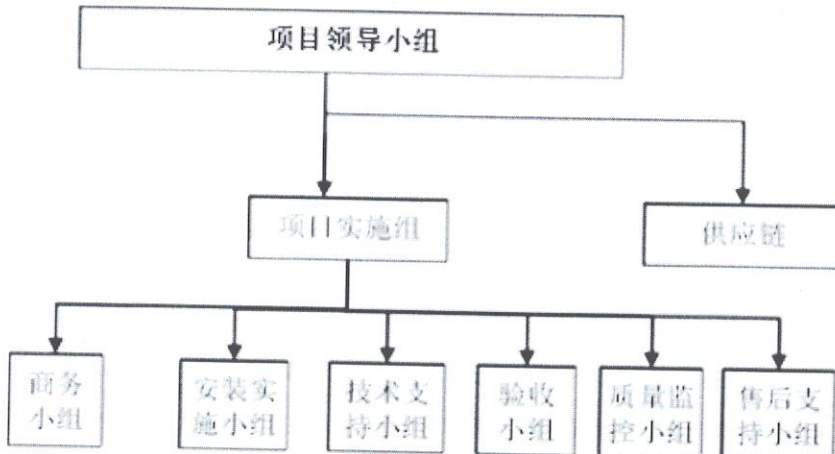 项目领导小组
项目实施组
供应链
商务
小组
安装实
施小组
技术支
持小组
验收
小组
质量监
控小组
售后支
持小组